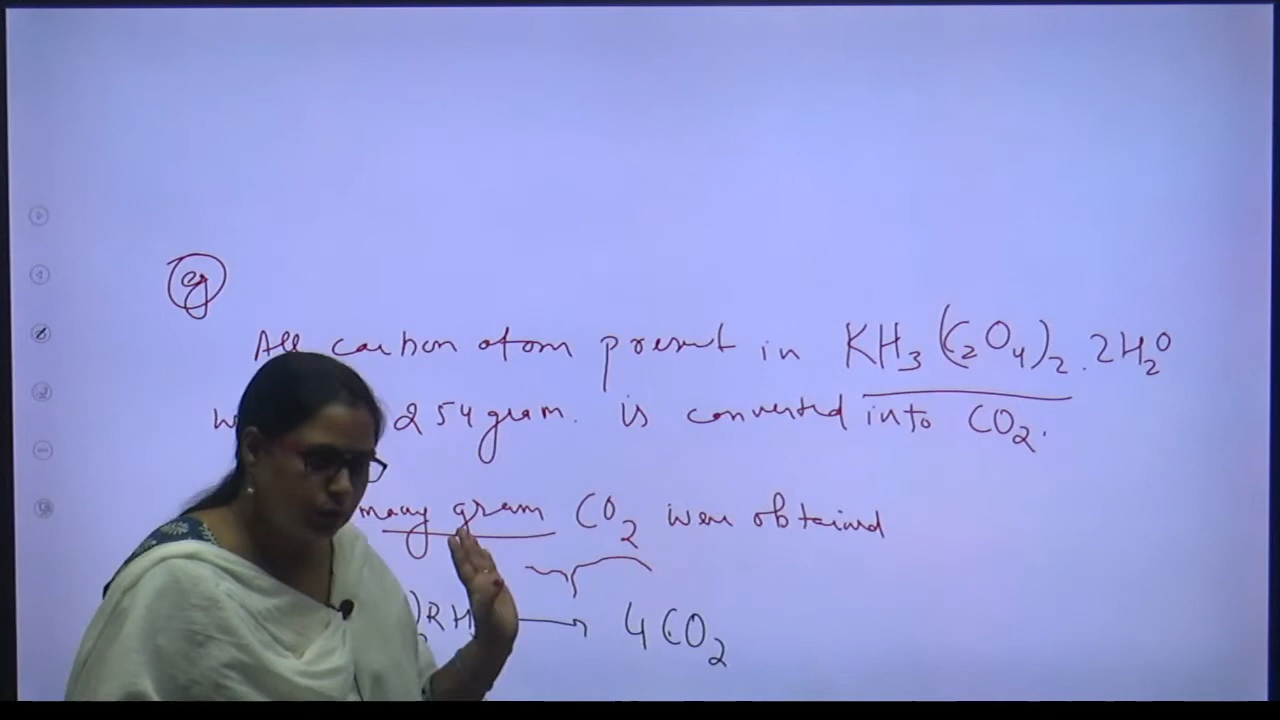 eg
All carbon atom present in KH₃(C₂O₄)₂.2H₂O
254 gram. is converted into CO₂.
many gram CO₂ were obtained
⟶ 4CO₂